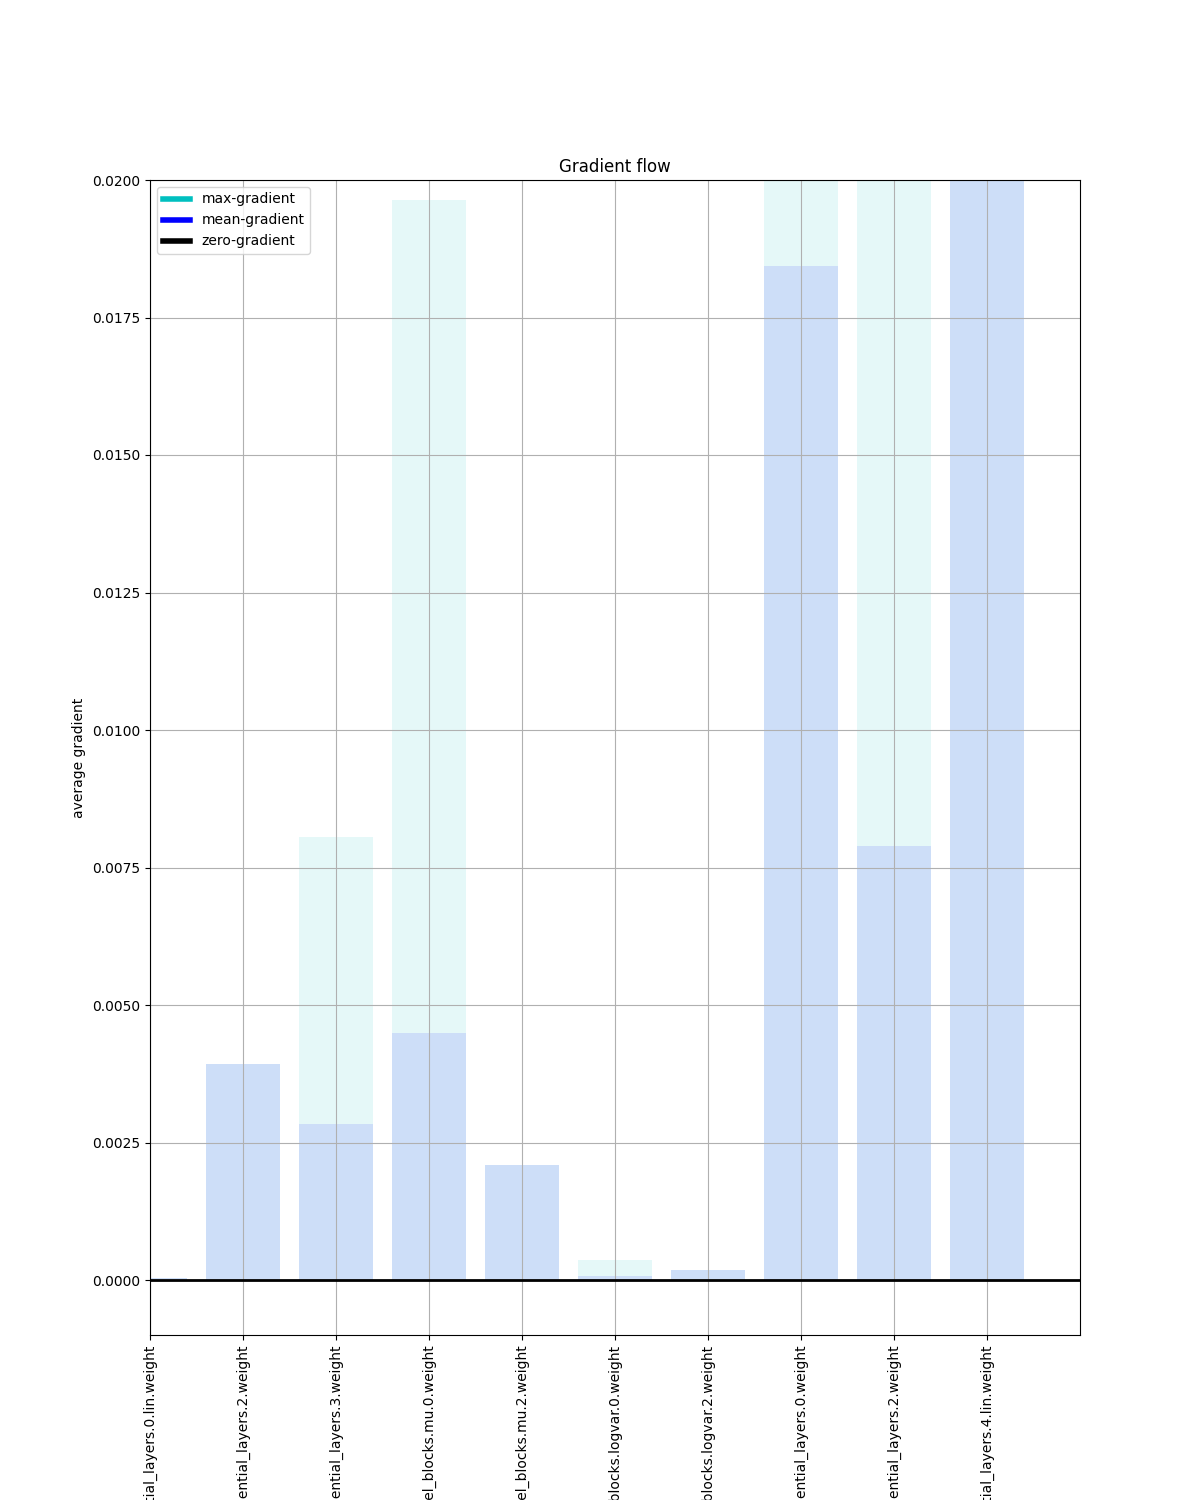 Gradient flow
max-gradient
mean-gradient
zero-gradient
0.0200
0.0175
0.0150
0.0125
0.0100
0.0075
0.0050
0.0025
0.0000
average gradient
tial_layers.0.lin.weight
ential_layers.2.weight
ential_layers.3.weight
el_blocks.mu.0.weight
el_blocks.mu.2.weight
blocks.logvar.0.weight
blocks.logvar.2.weight
ential_layers.0.weight
ential_layers.2.weight
tial_layers.4.lin.weight